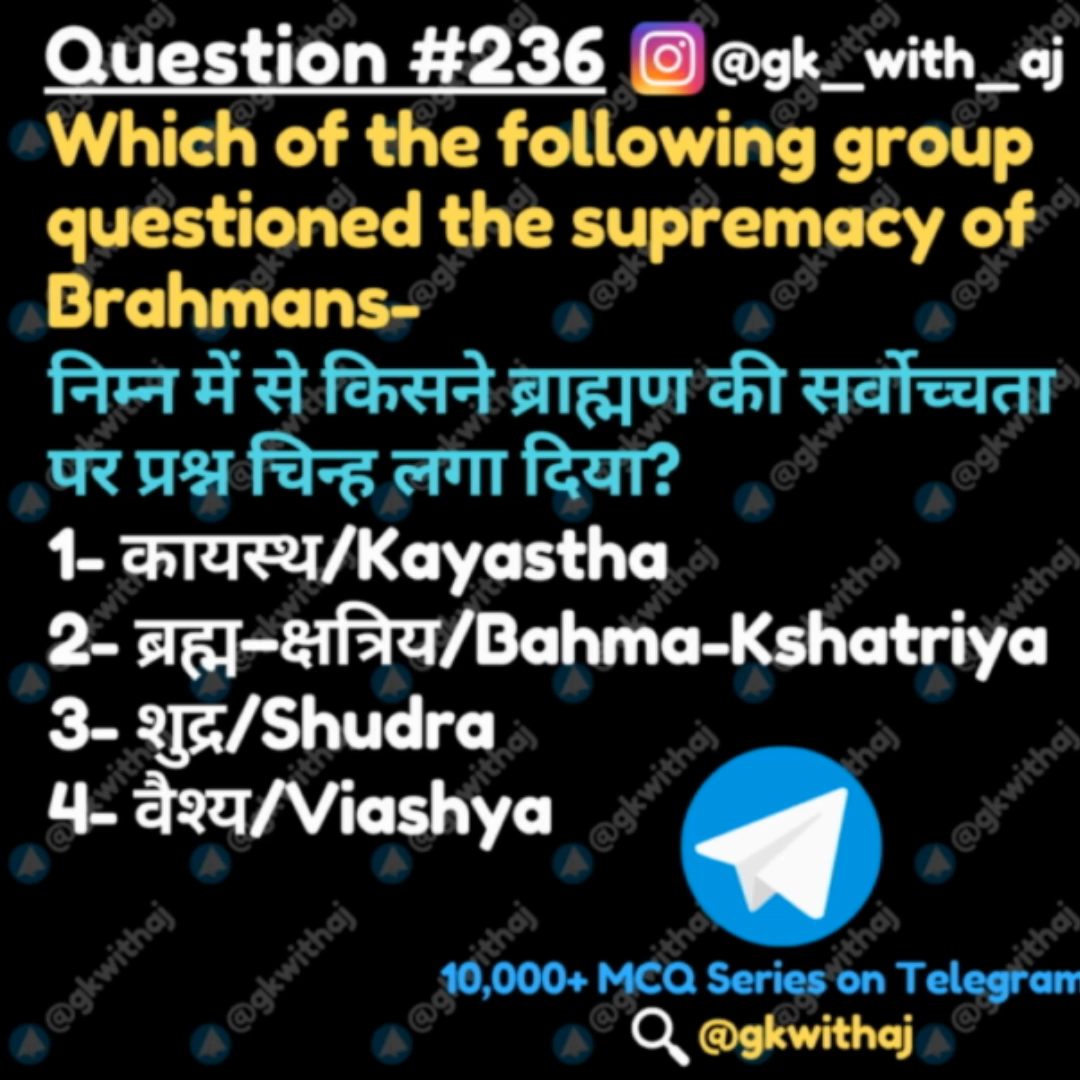 Question #236 @gk_with_aj
Which of the following group
questioned the supremacy of
Brahmans-
निम्न में से किसने ब्राह्मण की सर्वोच्चता
पर प्रश्न चिन्ह लगा दिया?
1- कायस्थ/Kayastha
2- ब्रह्म-क्षत्रिय/Bahma-Kshatriya
3- शुद्र/Shudra
4- वैश्य/Viashya
10,000+ MCQ Series on Telegram
@gkwithaj